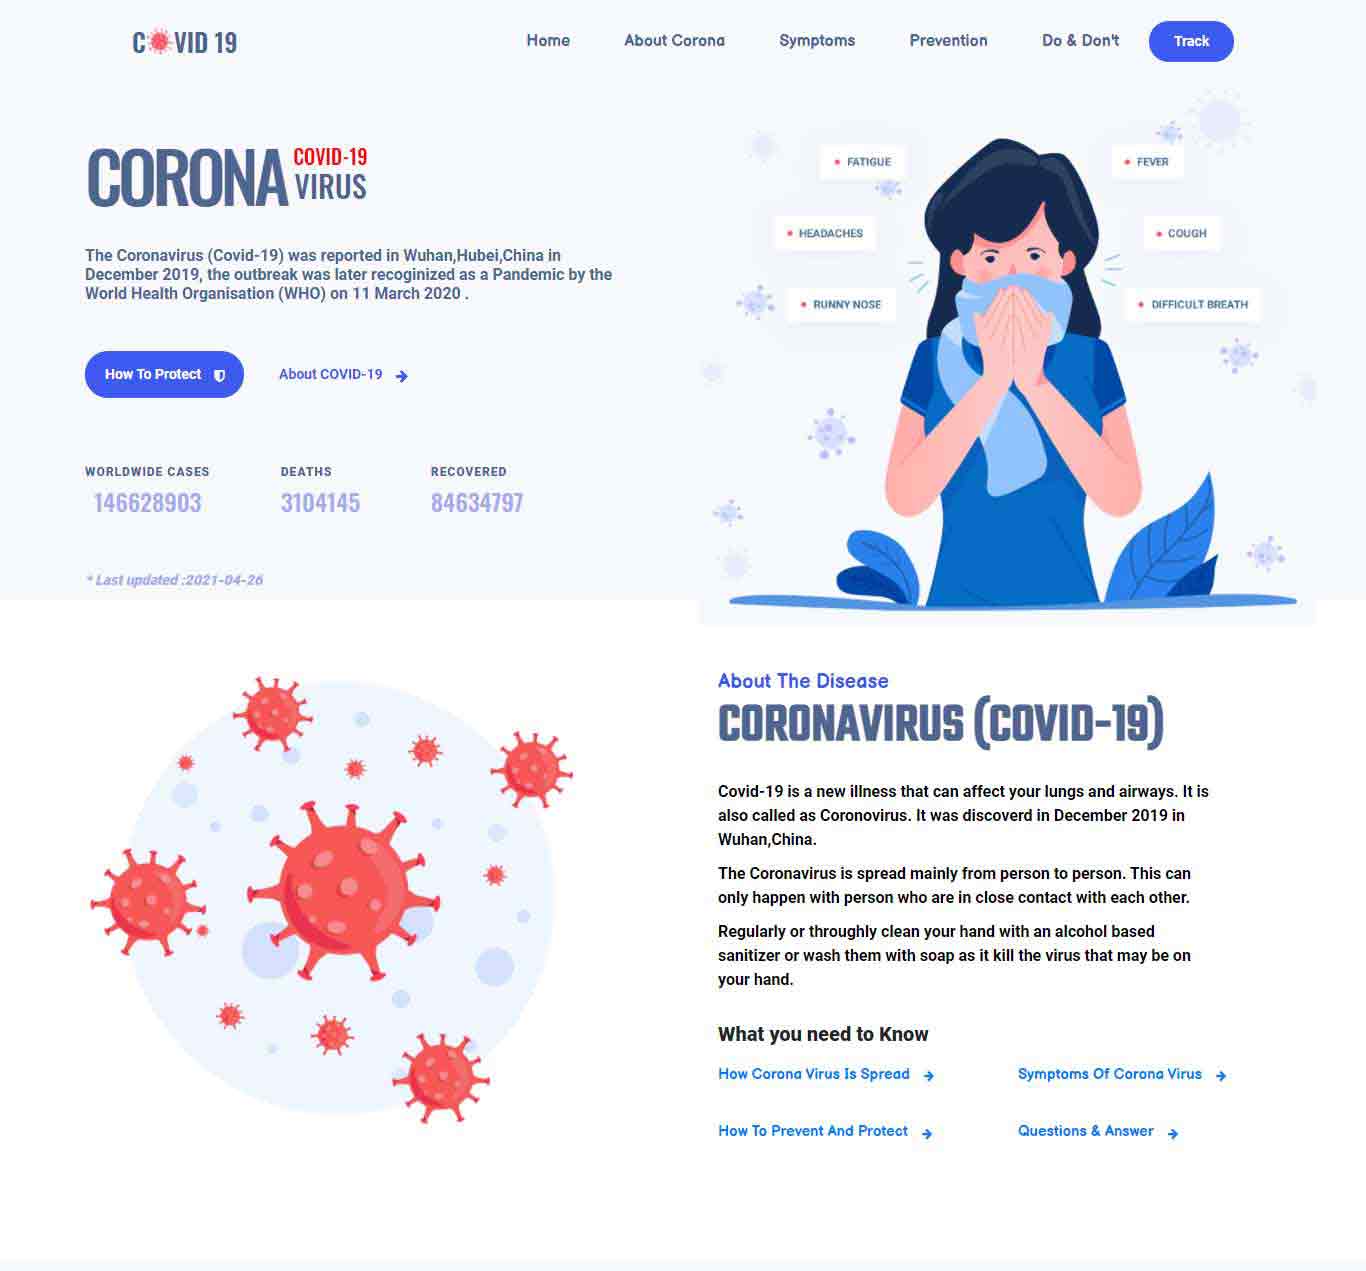 C VID 19
Home
About Corona
Symptoms
Prevention
Do & Don't
Track
CORONA
COVID-19
VIRUS
The Coronavirus (Covid-19) was reported in Wuhan,Hubei,China in
December 2019, the outbreak was later recoginized as a Pandemic by the
World Health Organisation (WHO) on 11 March 2020 .
How To Protect
About COVID-19
WORLDWIDE CASES
146628903
DEATHS
3104145
RECOVERED
84634797
* Last updated :2021-04-26
FATIGUE
FEVER
HEADACHES
COUGH
RUNNY NOSE
DIFFICULT BREATH
About The Disease
CORONAVIRUS (COVID-19)
Covid-19 is a new illness that can affect your lungs and airways. It is
also called as Coronovirus. It was discoverd in December 2019 in
Wuhan,China.
The Coronavirus is spread mainly from person to person. This can
only happen with person who are in close contact with each other.
Regularly or throughly clean your hand with an alcohol based
sanitizer or wash them with soap as it kill the virus that may be on
your hand.
What you need to Know
How Corona Virus Is Spread
Symptoms Of Corona Virus
How To Prevent And Protect
Questions & Answer